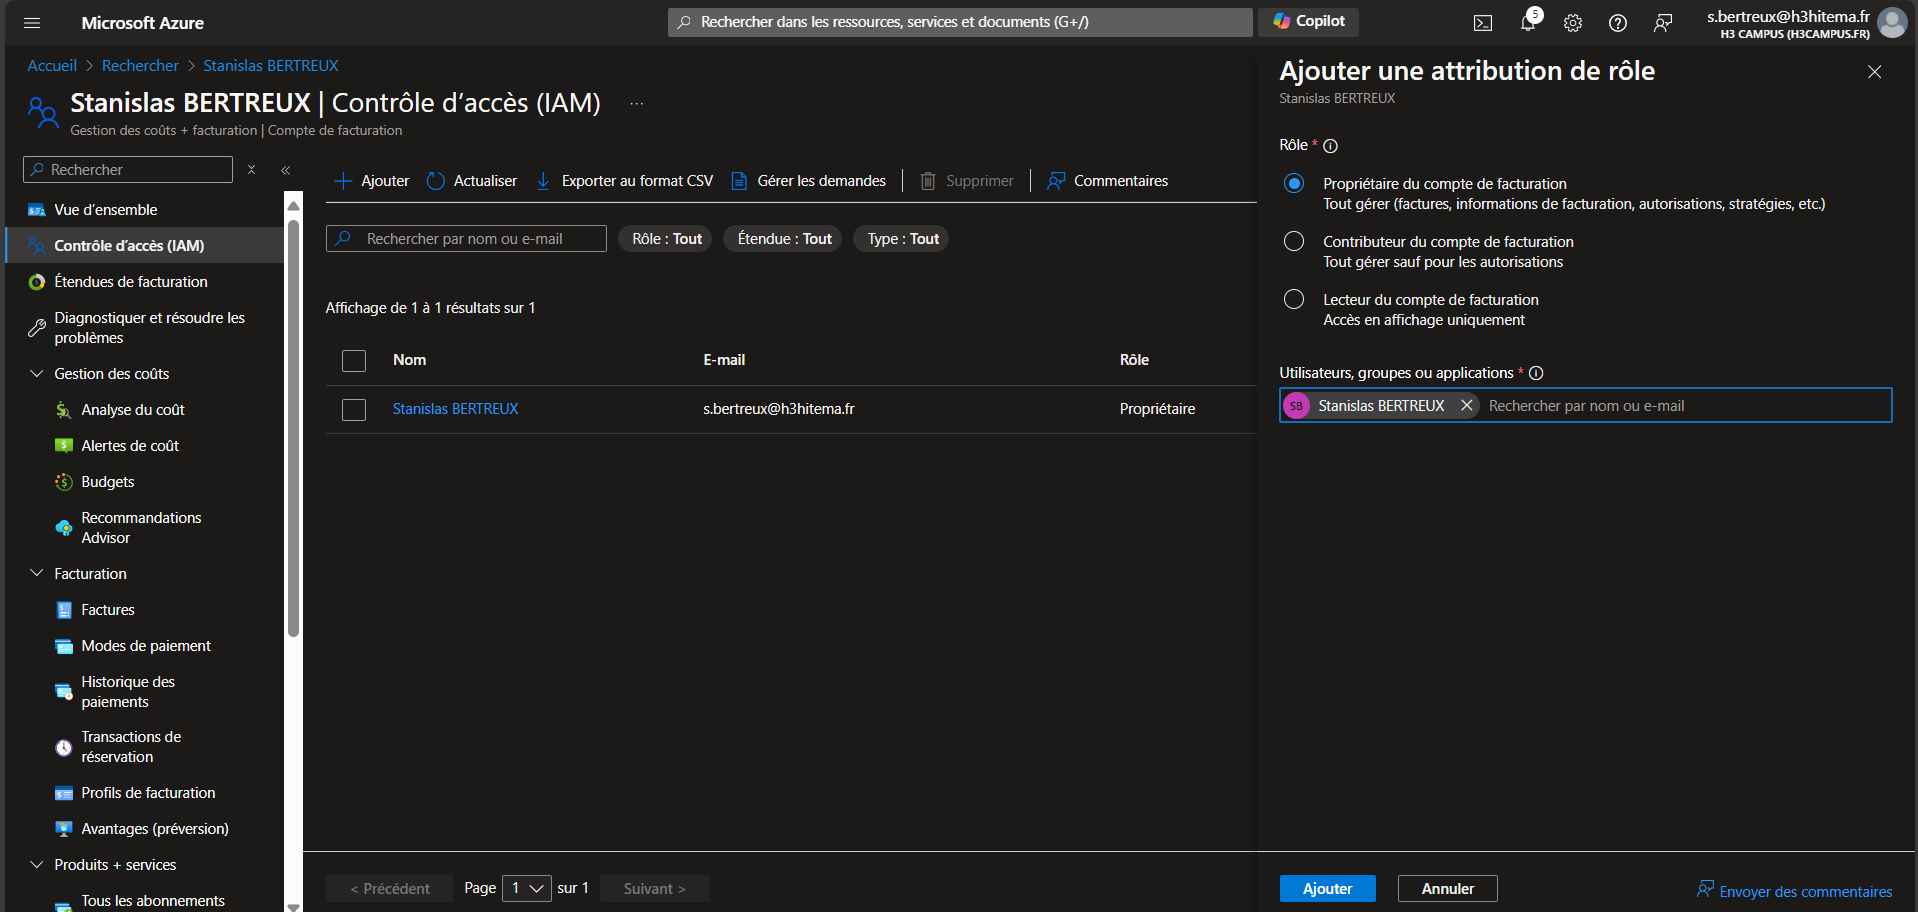 Microsoft Azure
Rechercher dans les ressources, services et documents (G+/)
Copilot
5
s.bertreux@h3hitema.fr
H3 CAMPUS (H3CAMPUS.FR)
Accueil > Rechercher > Stanislas BERTREUX
Stanislas BERTREUX | Contrôle d'accès (IAM) ...
Gestion des coûts + facturation | Compte de facturation
Rechercher
Vue d'ensemble
Contrôle d'accès (IAM)
Étendues de facturation
Diagnostiquer et résoudre les
problèmes
Gestion des coûts
Analyse du coût
Alertes de coût
Budgets
Recommandations
Advisor
Facturation
Factures
Modes de paiement
Historique des
paiements
Transactions de
réservation
Profils de facturation
Avantages (préversion)
Produits + services
Tous les abonnements
Ajouter
Actualiser
Exporter au format CSV
Gérer les demandes
Supprimer
Commentaires
Rechercher par nom ou e-mail
Rôle : Tout
Étendue : Tout
Type : Tout
Affichage de 1 à 1 résultats sur 1
Nom E-mail Rôle
Stanislas BERTREUX s.bertreux@h3hitema.fr Propriétaire
< Précédent Page 1 sur 1 Suivant >
Ajouter une attribution de rôle
Stanislas BERTREUX
Rôle *
Propriétaire du compte de facturation
Tout gérer (factures, informations de facturation, autorisations, stratégies, etc.)
Contributeur du compte de facturation
Tout gérer sauf pour les autorisations
Lecteur du compte de facturation
Accès en affichage uniquement
Utilisateurs, groupes ou applications *
SB Stanislas BERTREUX Rechercher par nom ou e-mail
Ajouter
Annuler
Envoyer des commentaires